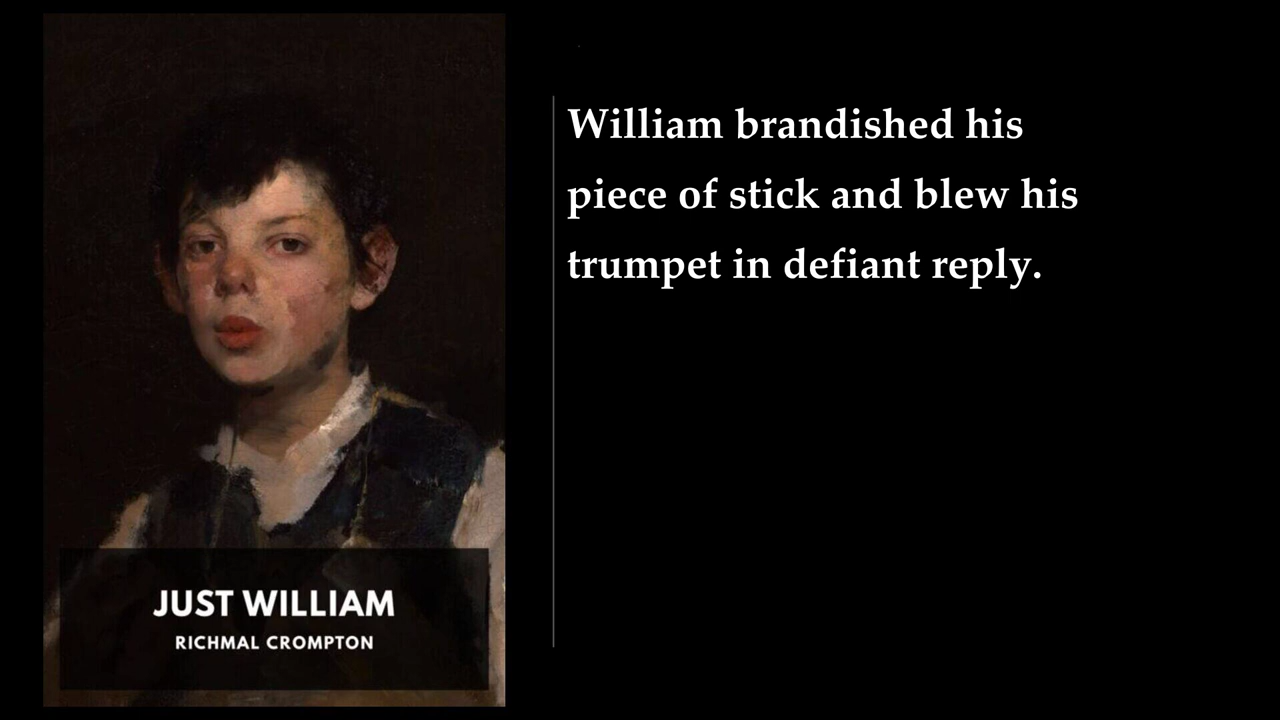 William brandished his
piece of stick and blew his
trumpet in defiant reply.
JUST WILLIAM
RICHMAL CROMPTON